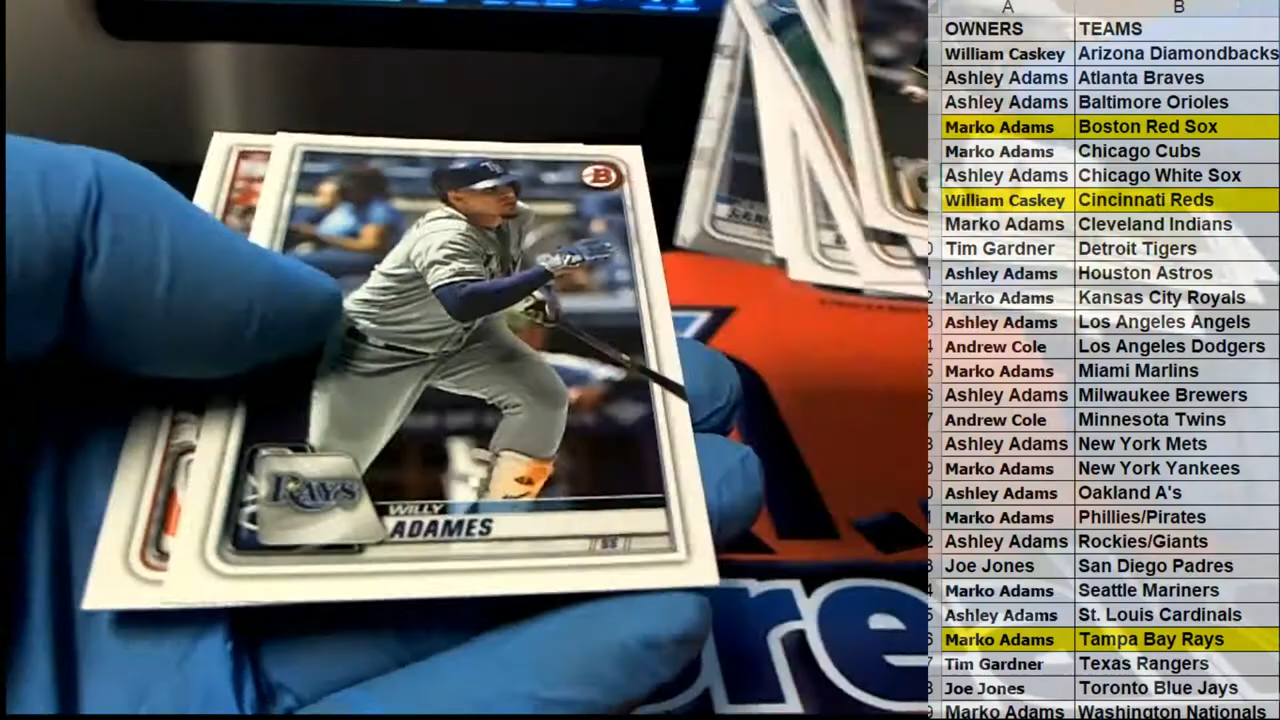 B
RAYS
WILLY
ADAMES
SS
re
A B
OWNERS TEAMS
William Caskey Arizona Diamondbacks
Ashley Adams Atlanta Braves
Ashley Adams Baltimore Orioles
Marko Adams Boston Red Sox
Marko Adams Chicago Cubs
Ashley Adams Chicago White Sox
William Caskey Cincinnati Reds
Marko Adams Cleveland Indians
Tim Gardner Detroit Tigers
Ashley Adams Houston Astros
Marko Adams Kansas City Royals
Ashley Adams Los Angeles Angels
Andrew Cole Los Angeles Dodgers
Marko Adams Miami Marlins
Ashley Adams Milwaukee Brewers
Andrew Cole Minnesota Twins
Ashley Adams New York Mets
Marko Adams New York Yankees
Ashley Adams Oakland A's
Marko Adams Phillies/Pirates
Ashley Adams Rockies/Giants
Joe Jones San Diego Padres
Marko Adams Seattle Mariners
Ashley Adams St. Louis Cardinals
Marko Adams Tampa Bay Rays
Tim Gardner Texas Rangers
Joe Jones Toronto Blue Jays
Marko Adams Washington Nationals